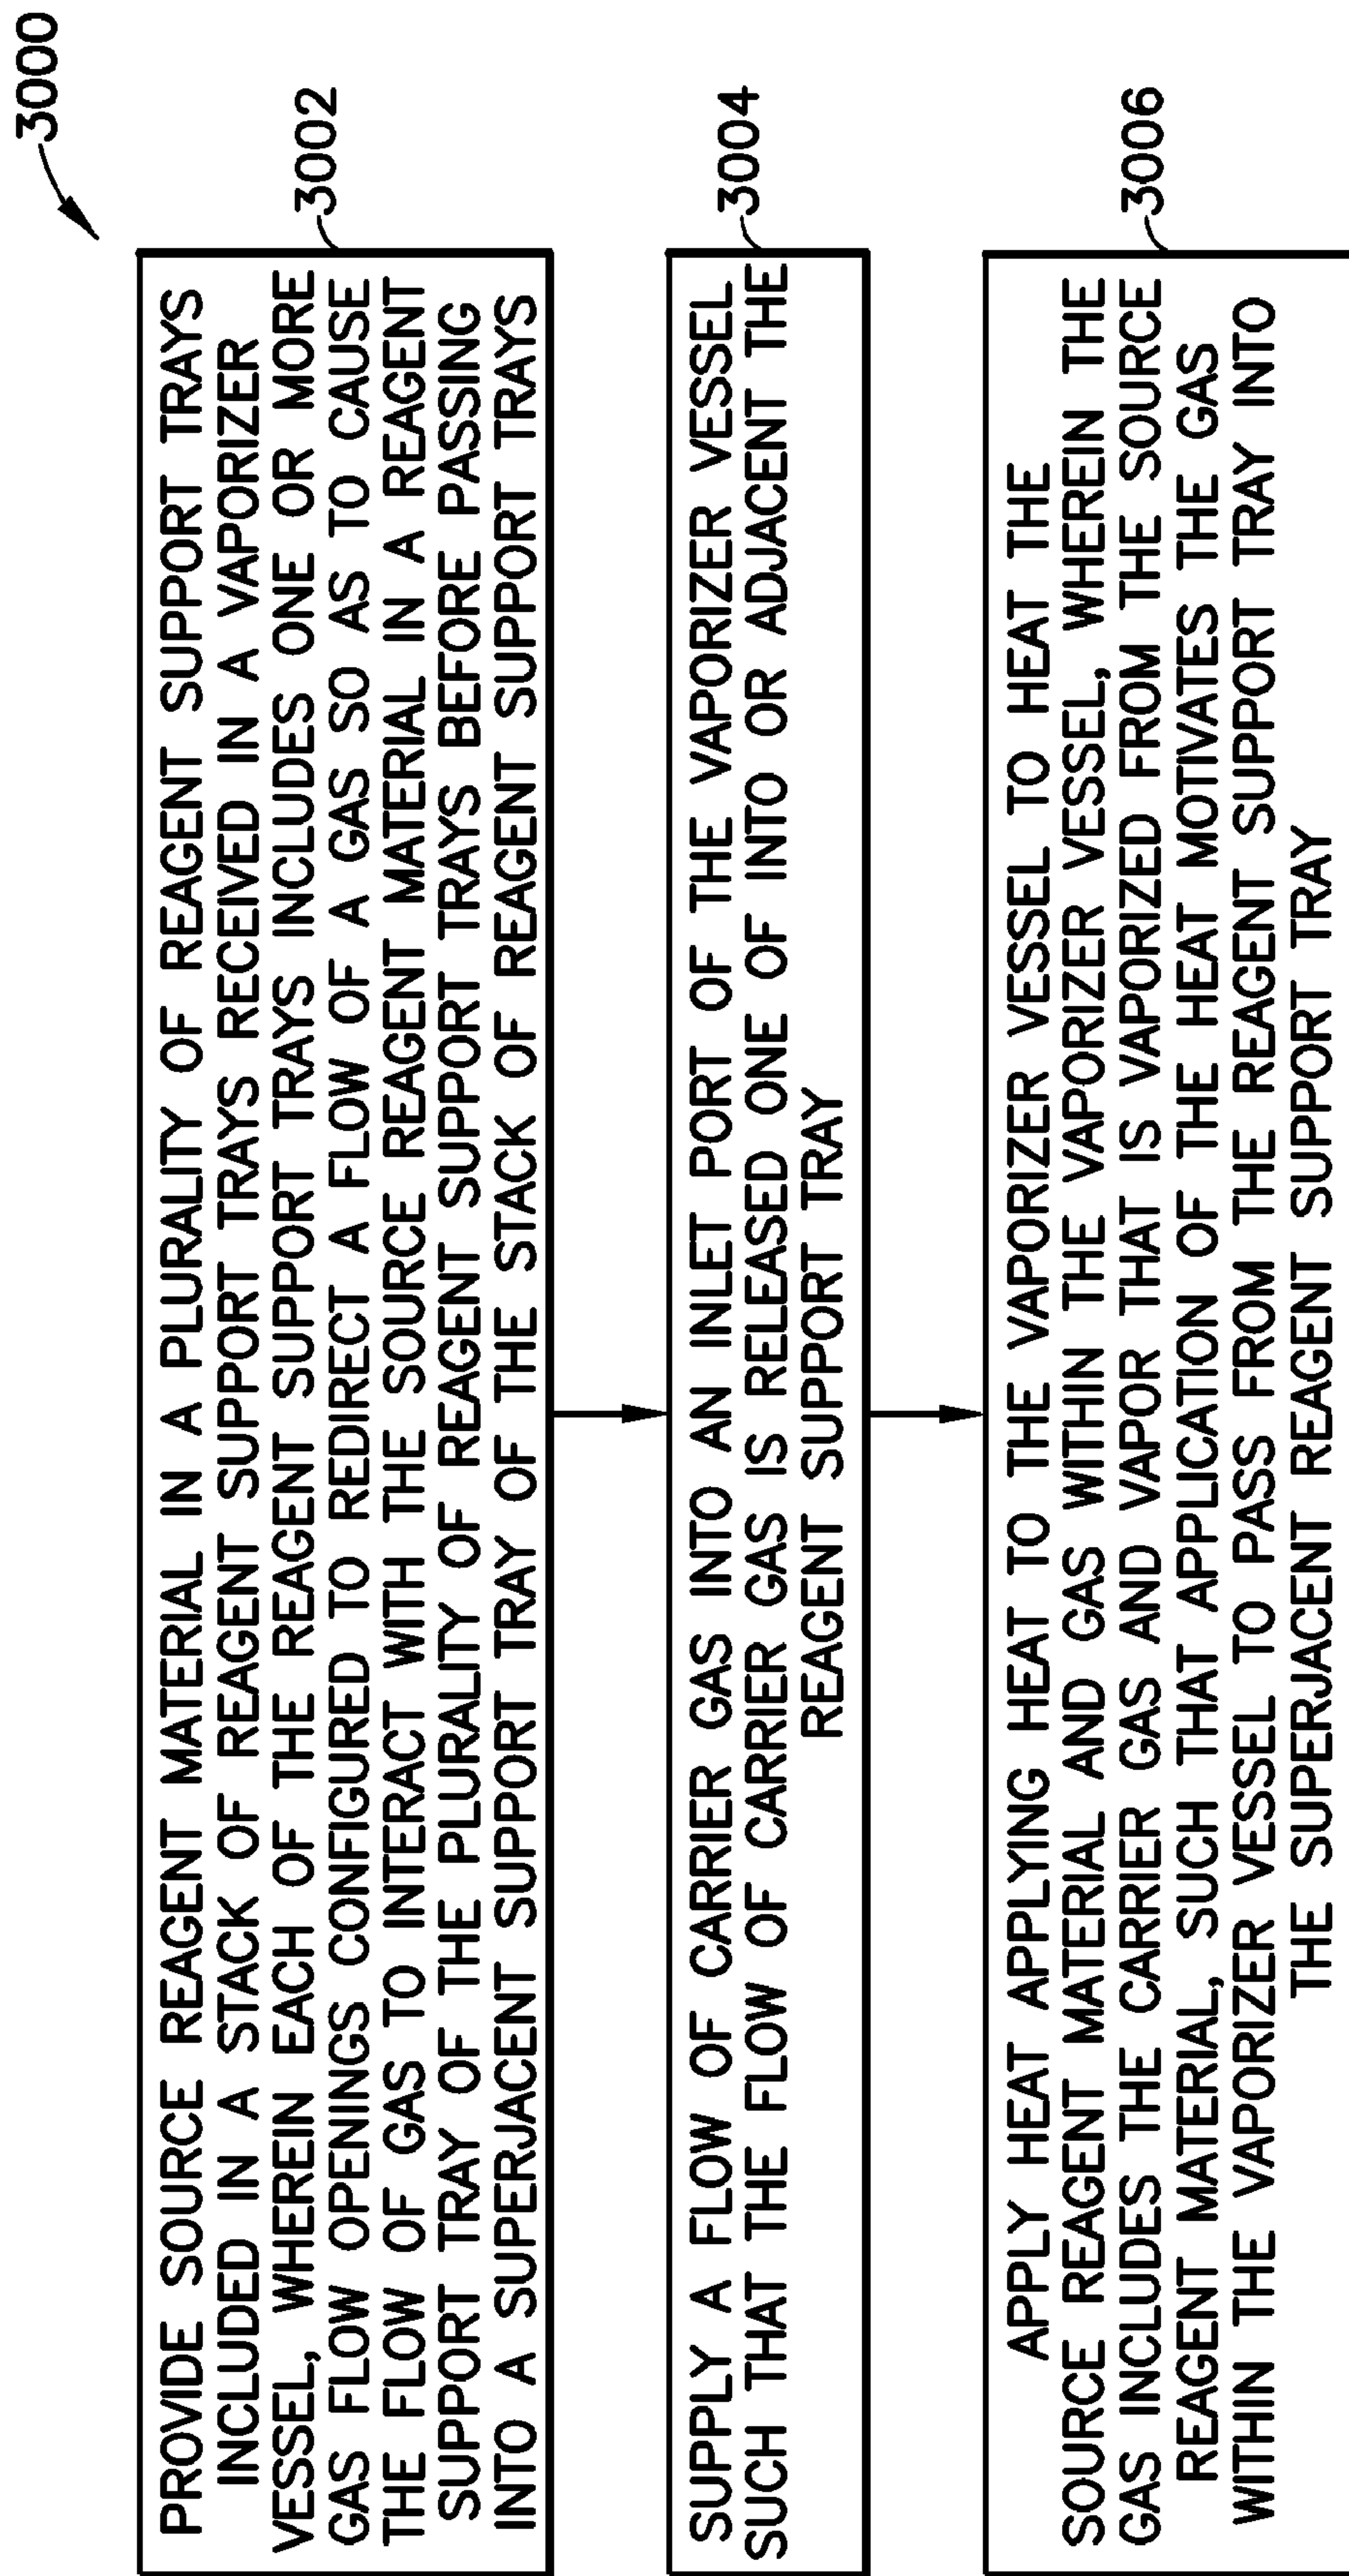 3000
PROVIDE SOURCE REAGENT MATERIAL IN A PLURALITY OF REAGENT SUPPORT TRAYS
INCLUDED IN A STACK OF REAGENT SUPPORT TRAYS RECEIVED IN A VAPORIZER
VESSEL, WHEREIN EACH OF THE REAGENT SUPPORT TRAYS INCLUDES ONE OR MORE
GAS FLOW OPENINGS CONFIGURED TO REDIRECT A FLOW OF A GAS SO AS TO CAUSE
THE FLOW OF GAS TO INTERACT WITH THE SOURCE REAGENT MATERIAL IN A REAGENT
SUPPORT TRAY OF THE PLURALITY OF REAGENT SUPPORT TRAYS BEFORE PASSING
INTO A SUPERJACENT SUPPORT TRAY OF THE STACK OF REAGENT SUPPORT TRAYS
3002
SUPPLY A FLOW OF CARRIER GAS INTO AN INLET PORT OF THE VAPORIZER VESSEL
SUCH THAT THE FLOW OF CARRIER GAS IS RELEASED ONE OF INTO OR ADJACENT THE
REAGENT SUPPORT TRAY
3004
APPLY HEAT APPLYING HEAT TO THE VAPORIZER VESSEL TO HEAT THE
SOURCE REAGENT MATERIAL AND GAS WITHIN THE VAPORIZER VESSEL, WHEREIN THE
GAS INCLUDES THE CARRIER GAS AND VAPOR THAT IS VAPORIZED FROM THE SOURCE
REAGENT MATERIAL, SUCH THAT APPLICATION OF THE HEAT MOTIVATES THE GAS
WITHIN THE VAPORIZER VESSEL TO PASS FROM THE REAGENT SUPPORT TRAY INTO
THE SUPERJACENT REAGENT SUPPORT TRAY
3006